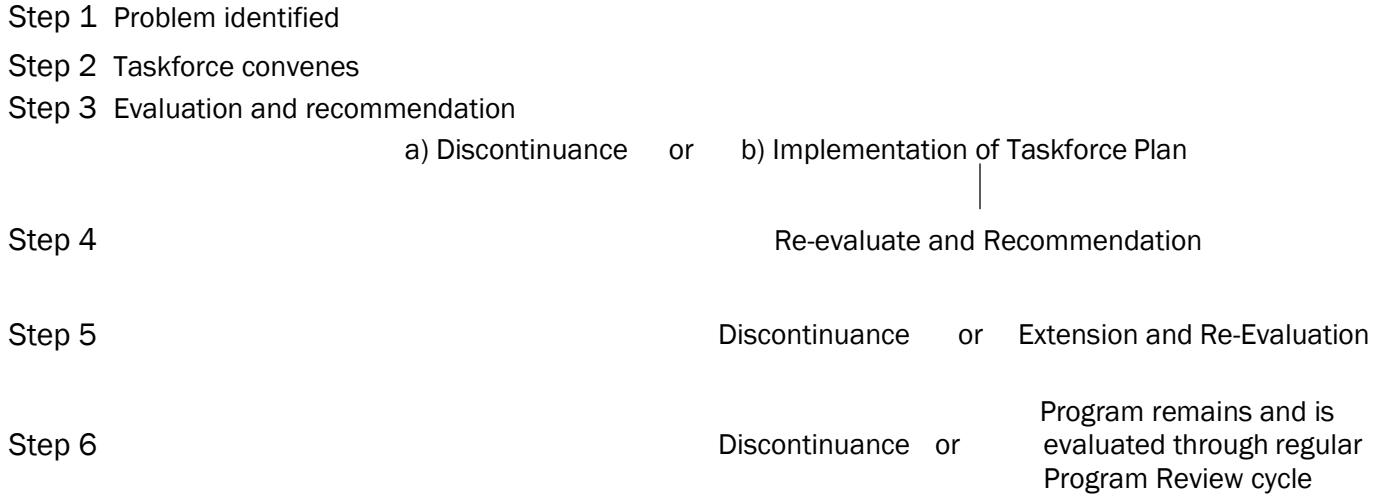 Step 1 Problem identified
Step 2 Taskforce convenes
Step 3 Evaluation and recommendation
a) Discontinuance or b) Implementation of Taskforce Plan
Step 4 Re-evaluate and Recommendation
Step 5 Discontinuance or Extension and Re-Evaluation
Step 6 Discontinuance or Program remains and is
evaluated through regular
Program Review cycle